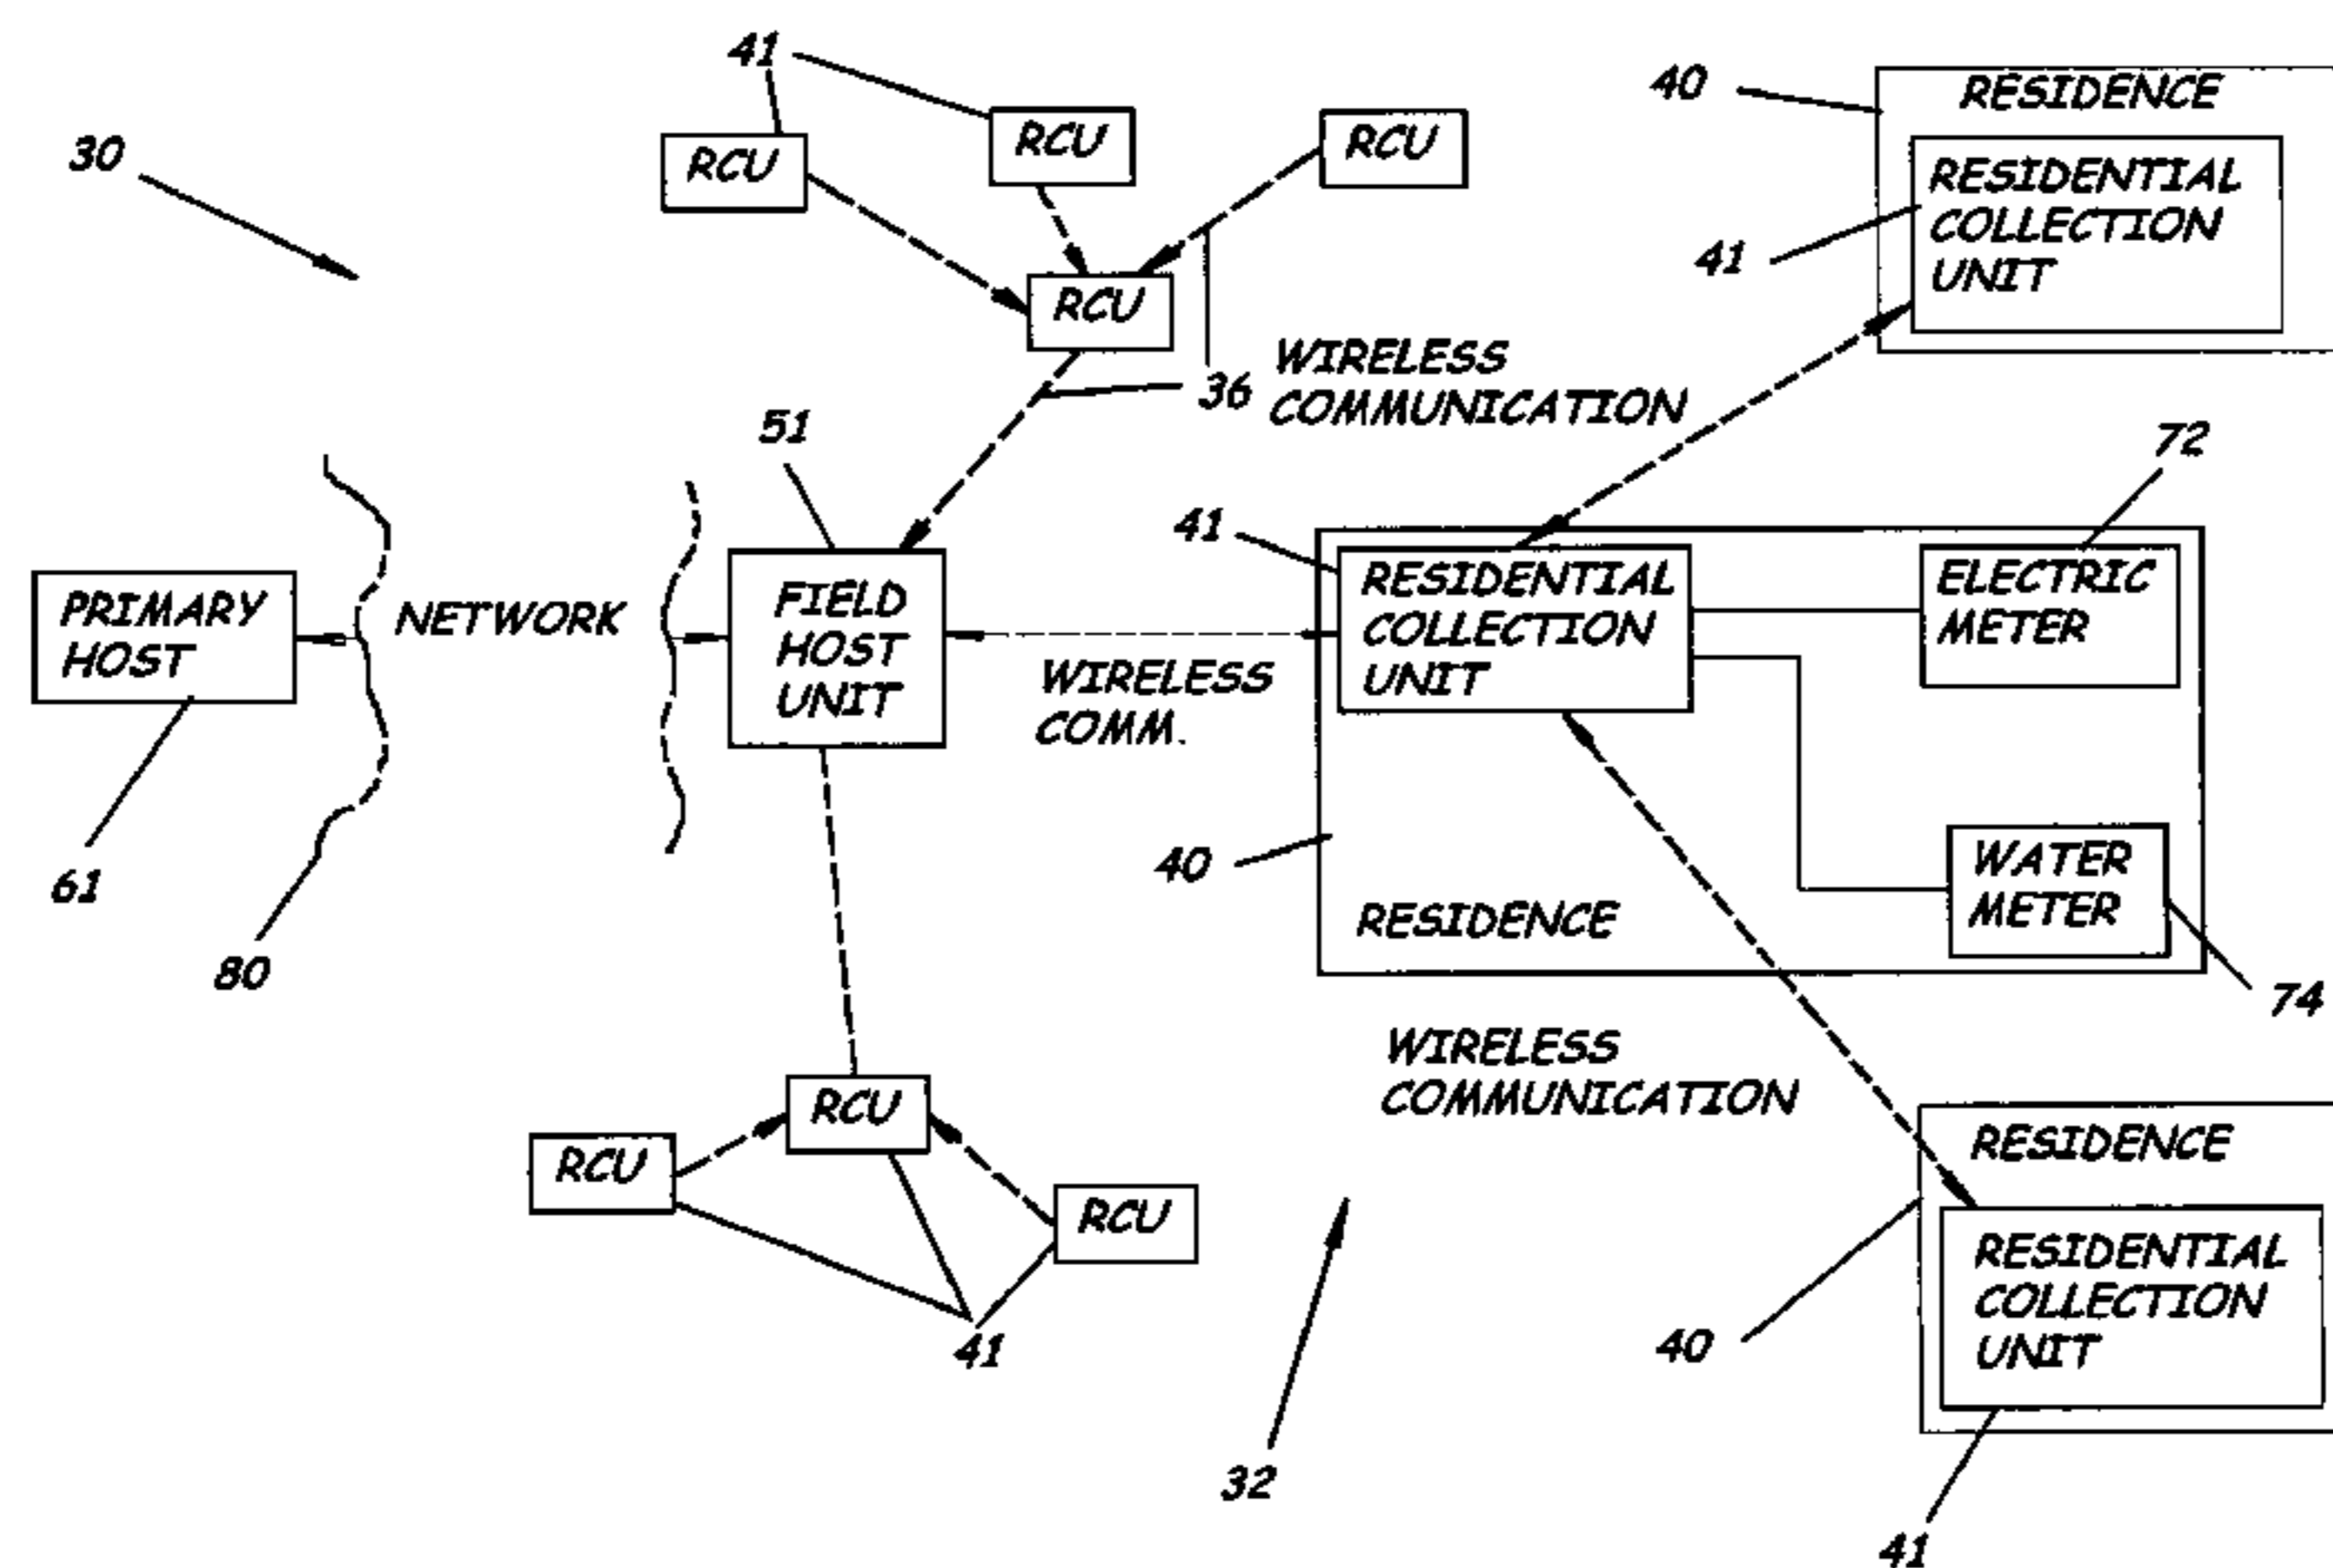 41
40
RESIDENCE
30
RCU
RCU
RCU
RESIDENTIAL
COLLECTION
UNIT
41
RCU
WIRELESS
COMMUNICATION
36
51
72
41
PRIMARY
HOST
NETWORK
FIELD
HOST
UNIT
WIRELESS
COMM.
RESIDENTIAL
COLLECTION
UNIT
ELECTRIC
METER
61
80
40
RESIDENCE
WATER
METER
74
WIRELESS
COMMUNICATION
RCU
RCU
RCU
41
32
RESIDENCE
RESIDENTIAL
COLLECTION
UNIT
40
41